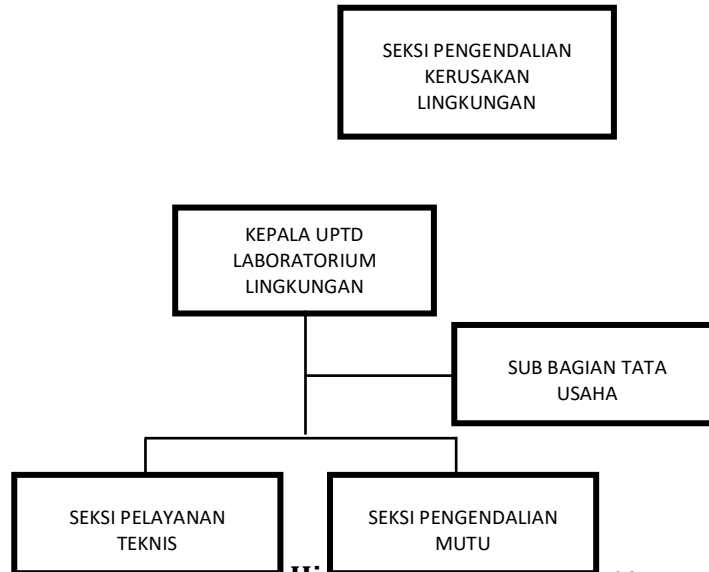 SEKSI PENGENDALIAN
KERUSAKAN
LINGKUNGAN
KEPALA UPTD
LABORATORIUM
LINGKUNGAN
SUB BAGIAN TATA
USAHA
SEKSI PELAYANAN
TEKNIS
SEKSI PENGENDALIAN
MUTU